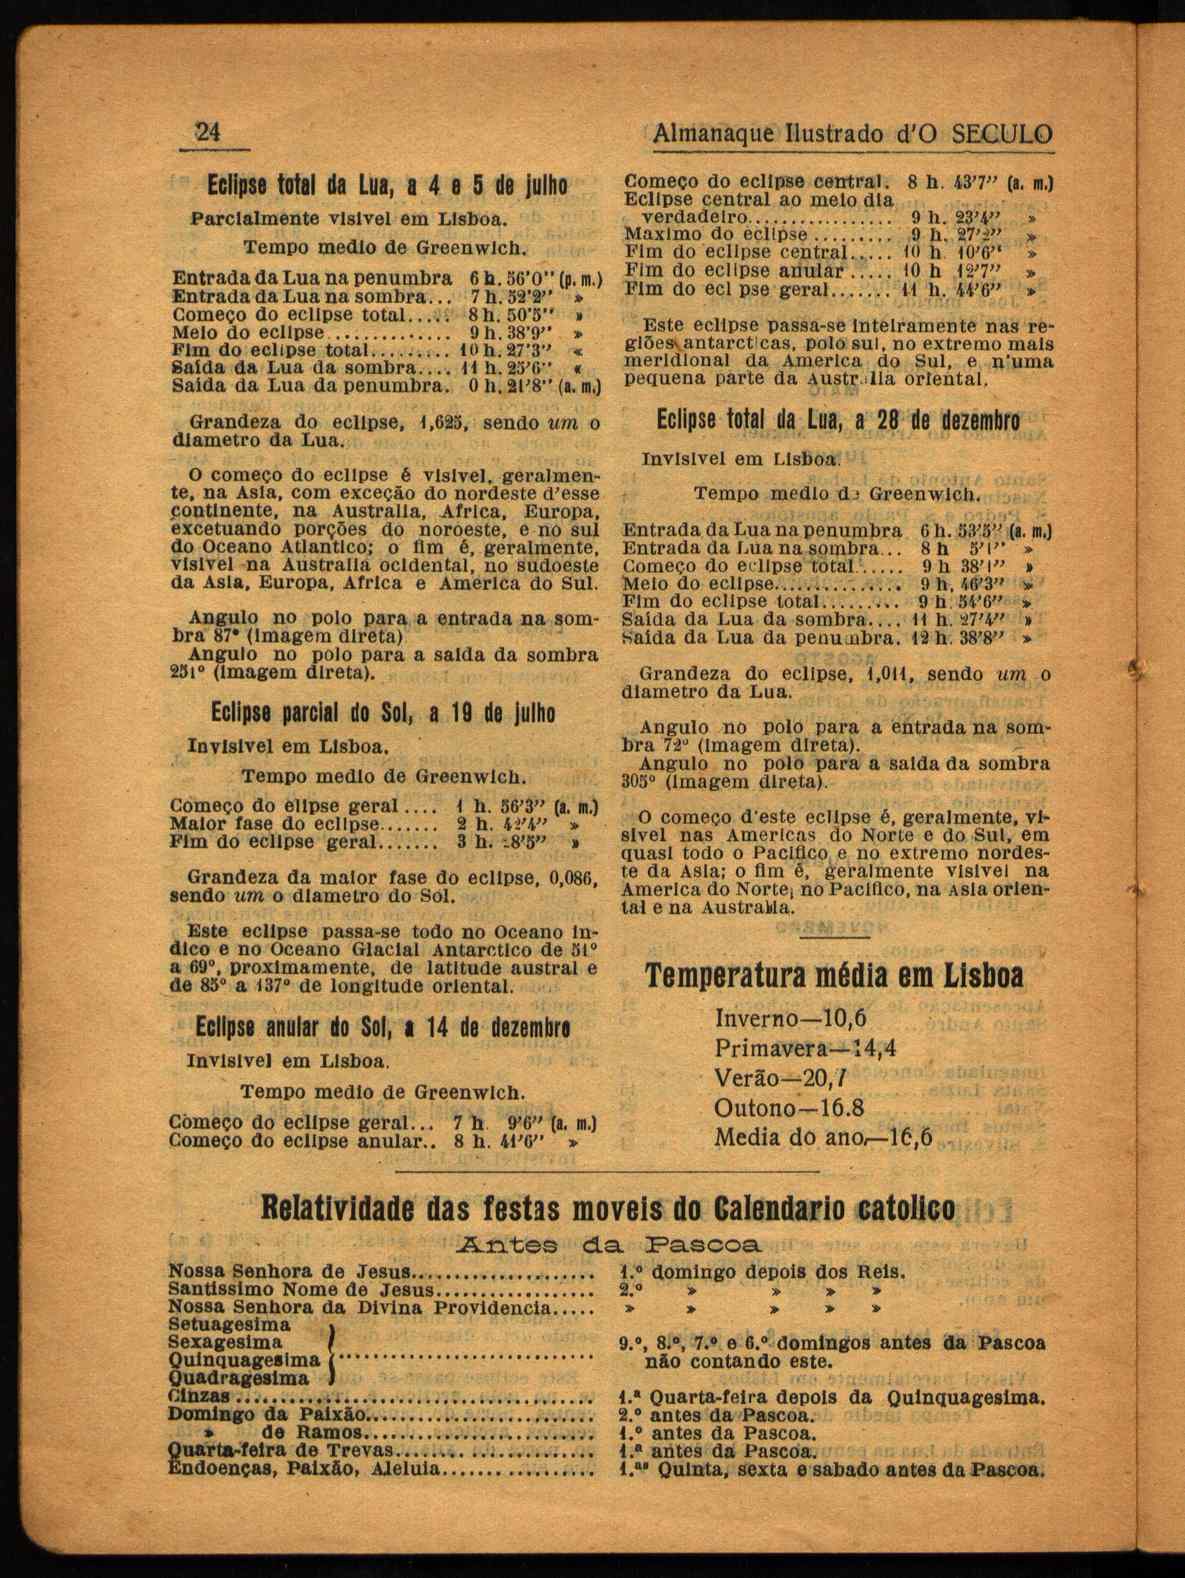 24
Almanaque Ilustrado d'O SECULO
Eclipse total da Lua, a 4 e 5 de julho
Parcialmente visivel em Lisboa.
Tempo medio de Greenwich.
Entrada da Lua na penumbra 6 h. 56'0'' (p. m.)
Entrada da Lua na sombra... 7 h. 52'2'' »
Começo do eclipse total..... 8 h. 50'5'' »
Meio do eclipse............. 9 h. 38'9'' »
Fim do eclipse total......... 10 h. 27'3'' «
Saída da Lua da sombra.... 11 h. 25'6'' «
Saida da Lua da penumbra. 0 h. 21'8'' (a. m.)
Grandeza do eclipse, 1,625, sendo um o
diametro da Lua.
O começo do eclipse é visivel, geralmen-
te, na Asia, com exceção do nordeste d'esse
continente, na Australia, Africa, Europa,
excetuando porções do noroeste, e no sul
do Oceano Atlantico; o fim é, geralmente,
visivel na Australia ocidental, no sudoeste
da Asia, Europa, Africa e America do Sul.
Angulo no polo para a entrada na som-
bra 87° (imagem direta)
Angulo no polo para a saida da sombra
251° (imagem direta).
Eclipse parcial do Sol, a 19 de julho
Invisivel em Lisboa.
Tempo medio de Greenwich.
Começo do elipse geral.... 1 h. 56'3'' (a. m.)
Maior fase do eclipse....... 2 h. 42'4'' »
Fim do eclipse geral....... 3 h. 8'5'' »
Grandeza da maior fase do eclipse, 0,086,
sendo um o diametro do Sol.
Este eclipse passa-se todo no Oceano In-
dico e no Oceano Glacial Antarctico de 51°
a 69°, proximamente, de latitude austral e
de 85° a 137° de longitude oriental.
Eclipse anular do Sol, a 14 de dezembro
Invisivel em Lisboa.
Tempo medio de Greenwich.
Começo do eclipse geral... 7 h. 9'6'' (a. m.)
Começo do eclipse anular.. 8 h. 41'6'' »
Começo do eclipse central. 8 h. 43'7'' (a. m.)
Eclipse central ao meio dia
verdadeiro................. 9 h. 23'4'' »
Maximo do eclipse......... 9 h. 27'2'' »
Fim do eclipse central..... 10 h. 10'6'' »
Fim do eclipse anular..... 10 h 12'7'' »
Fim do eclipse geral....... 11 h. 44'6'' »
Este eclipse passa-se inteiramente nas re-
giões antarcticas, polo sul, no extremo mais
meridional da America do Sul, e n'uma
pequena parte da Australia oriental.
Eclipse total da Lua, a 28 de dezembro
Invisivel em Lisboa.
Tempo medio de Greenwich.
Entrada da Lua na penumbra 6 h. 53'5'' (a. m.)
Entrada da Lua na sombra... 8 h 5'1'' »
Começo do eclipse total...... 9 h 38'1'' »
Meio do eclipse............... 9 h. 46'3'' »
Fim do eclipse total......... 9 h. 54'6'' »
Saida da Lua da sombra.... 11 h. 27'4'' »
Saída da Lua da penumbra. 12 h. 38'8'' »
Grandeza do eclipse, 1,011, sendo um o
diametro da Lua.
Angulo no polo para a entrada na som-
bra 72° (imagem direta).
Angulo no polo para a saida da sombra
305° (imagem direta).
O começo d'este eclipse é, geralmente, vi-
sivel nas Americas do Norte e do Sul, em
quasi todo o Pacifico e no extremo nordes-
te da Asia; o fim é, geralmente visivel na
America do Norte, no Pacifico, na Asia orien-
tal e na Australia.
Temperatura média em Lisboa
Inverno—10,6
Primavera—14,4
Verão—20,7
Outono—16.8
Media do ano—16,6
Relatividade das festas moveis do Calendario catolico
Antes da Pascoa
Nossa Senhora de Jesus..................... 1.º domingo depois dos Reis.
Santissimo Nome de Jesus.................. 2.º » » » »
Nossa Senhora da Divina Providencia..... » » » » »
Setuagesima
Sexagesima 9.º, 8.º, 7.º e 6.º domingos antes da Pascoa
Quinquagesima ............................. não contando este.
Quadragesima
Cinzas......................................... 1.ª Quarta-feira depois da Quinquagesima.
Domingo da Paixão.......................... 2.º antes da Pascoa.
» de Ramos.......................... 1.º antes da Pascoa.
Quarta-feira de Trevas...................... 1.ª antes da Pascoa.
Endoenças, Paixão, Aleluia................. 1.as Quinta, sexta e sabado antes da Pascoa.